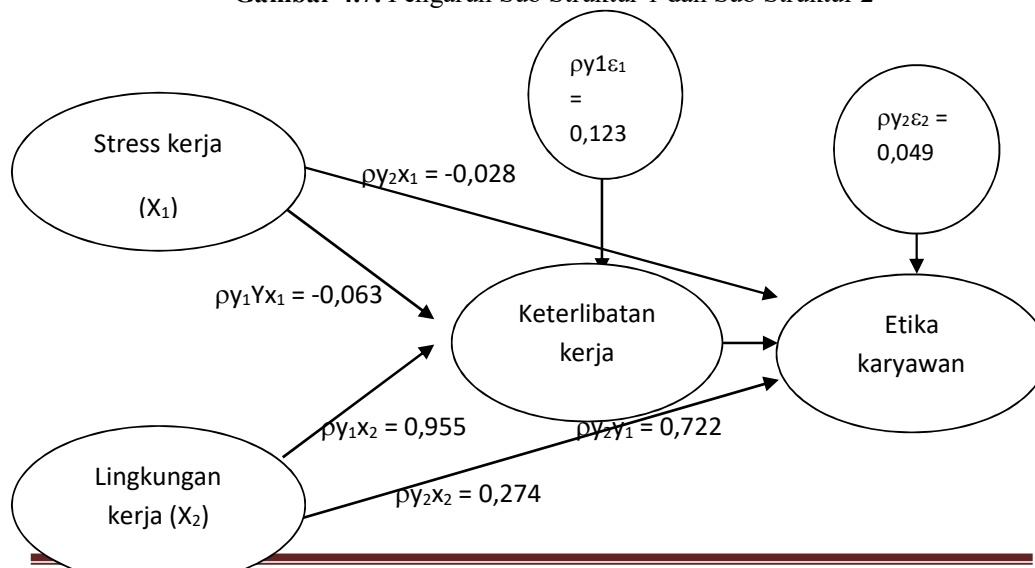 Gambar 4.7. Pengaruh Sub Struktur 1 dan Sub Struktur 2
ρy1ε₁
=
0,123
ρy₂ε₂ =
0,049
Stress kerja
(X₁)
ρy₂x₁ = -0,028
ρy₁Yx₁ = -0,063
Keterlibatan
kerja
Etika
karyawan
ρy₁x₂ = 0,955
ρy₂y₁ = 0,722
Lingkungan
kerja (X₂)
ρy₂x₂ = 0,274